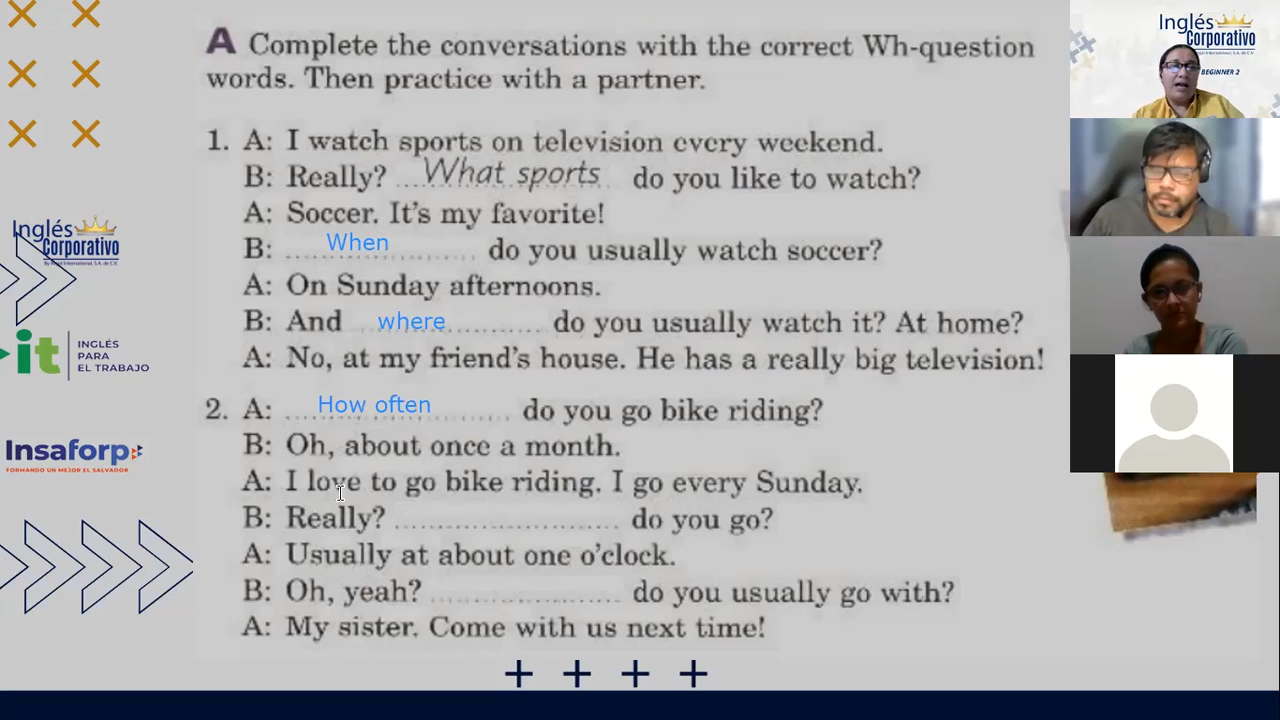 A Complete the conversations with the correct Wh-question
words. Then practice with a partner.
1. A: I watch sports on television every weekend.
B: Really? What sports do you like to watch?
A: Soccer. It's my favorite!
B: When do you usually watch soccer?
A: On Sunday afternoons.
B: And where do you usually watch it? At home?
A: No, at my friend's house. He has a really big television!
2. A: How often do you go bike riding?
B: Oh, about once a month.
A: I love to go bike riding. I go every Sunday.
B: Really? ........................ do you go?
A: Usually at about one o'clock.
B: Oh, yeah? ........................ do you usually go with?
A: My sister. Come with us next time!
Inglés
Corporativo
it INGLÉS
PARA
EL TRABAJO
Insaforp
FORMANDO UN MEJOR EL SALVADOR
Inglés
Corporativo
BEGINNER 2